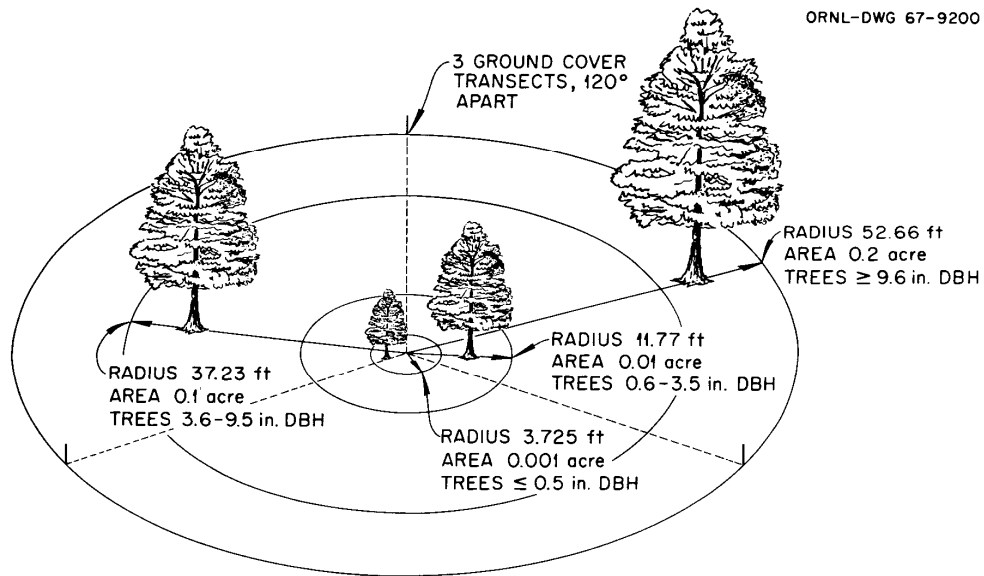 ORNL-DWG 67-9200
3 GROUND COVER
TRANSECTS, 120°
APART
RADIUS 52.66 ft
AREA 0.2 acre
TREES ≥ 9.6 in. DBH
RADIUS 11.77 ft
AREA 0.01 acre
TREES 0.6-3.5 in. DBH
RADIUS 37.23 ft
AREA 0.1 acre
TREES 3.6-9.5 in. DBH
RADIUS 3.725 ft
AREA 0.001 acre
TREES ≤ 0.5 in. DBH